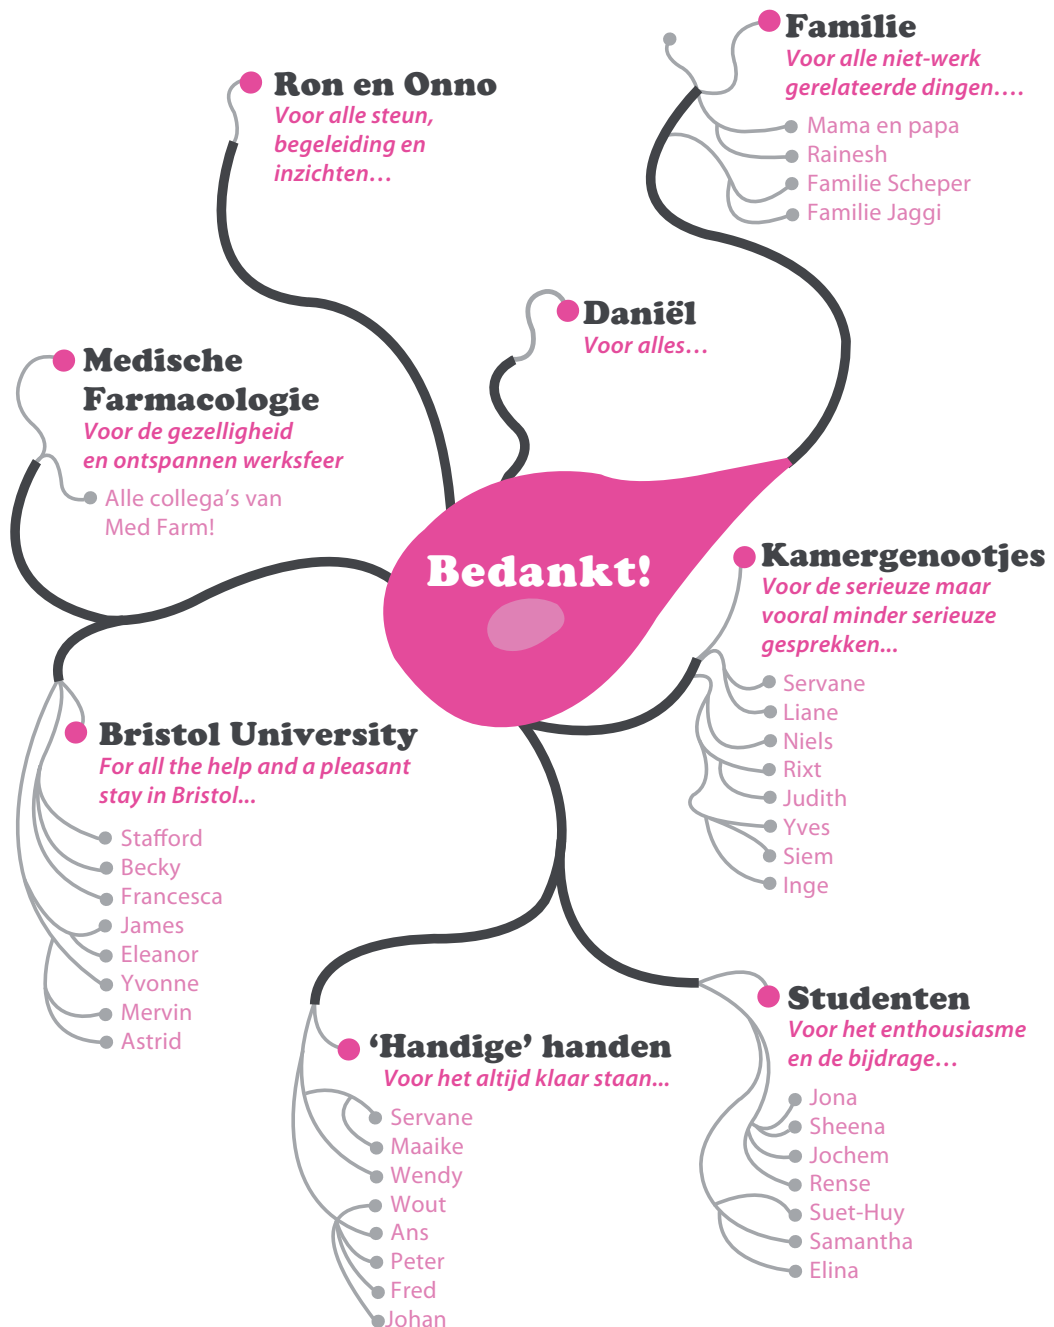 Familie
Voor alle niet-werk
gerelateerde dingen….
Mama en papa
Rainesh
Familie Scheper
Familie Jaggi
Ron en Onno
Voor alle steun,
begeleiding en
inzichten…
Daniël
Voor alles…
Medische
Farmacologie
Voor de gezelligheid
en ontspannen werksfeer
Alle collega's van
Med Farm!
Bedankt!
Kamergenootjes
Voor de serieuze maar
vooral minder serieuze
gesprekken...
Servane
Liane
Niels
Rixt
Judith
Yves
Siem
Inge
Bristol University
For all the help and a pleasant
stay in Bristol...
Stafford
Becky
Francesca
James
Eleanor
Yvonne
Mervin
Astrid
‘Handige’ handen
Voor het altijd klaar staan...
Servane
Maaike
Wendy
Wout
Ans
Peter
Fred
Johan
Studenten
Voor het enthousiasme
en de bijdrage…
Jona
Sheena
Jochem
Rense
Suet-Huy
Samantha
Elina